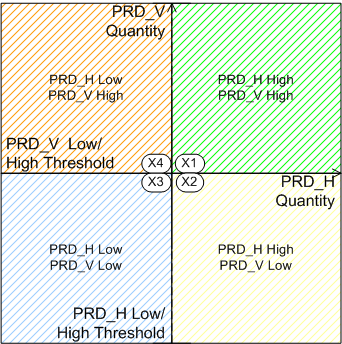 PRD_V
Quantity
PRD_H Low
PRD_V High
PRD_H High
PRD_V High
PRD_V Low/
High Threshold
X4
X1
X3
X2
PRD_H
Quantity
PRD_H Low
PRD_V Low
PRD_H High
PRD_V Low
PRD_H Low/
High Threshold